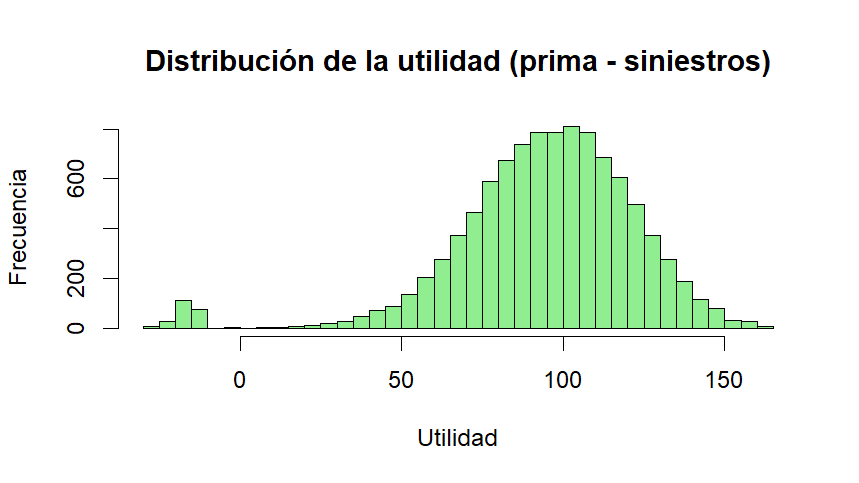 Distribución de la utilidad (prima - siniestros)
Frecuencia
600
200
0
0 50 100 150
Utilidad